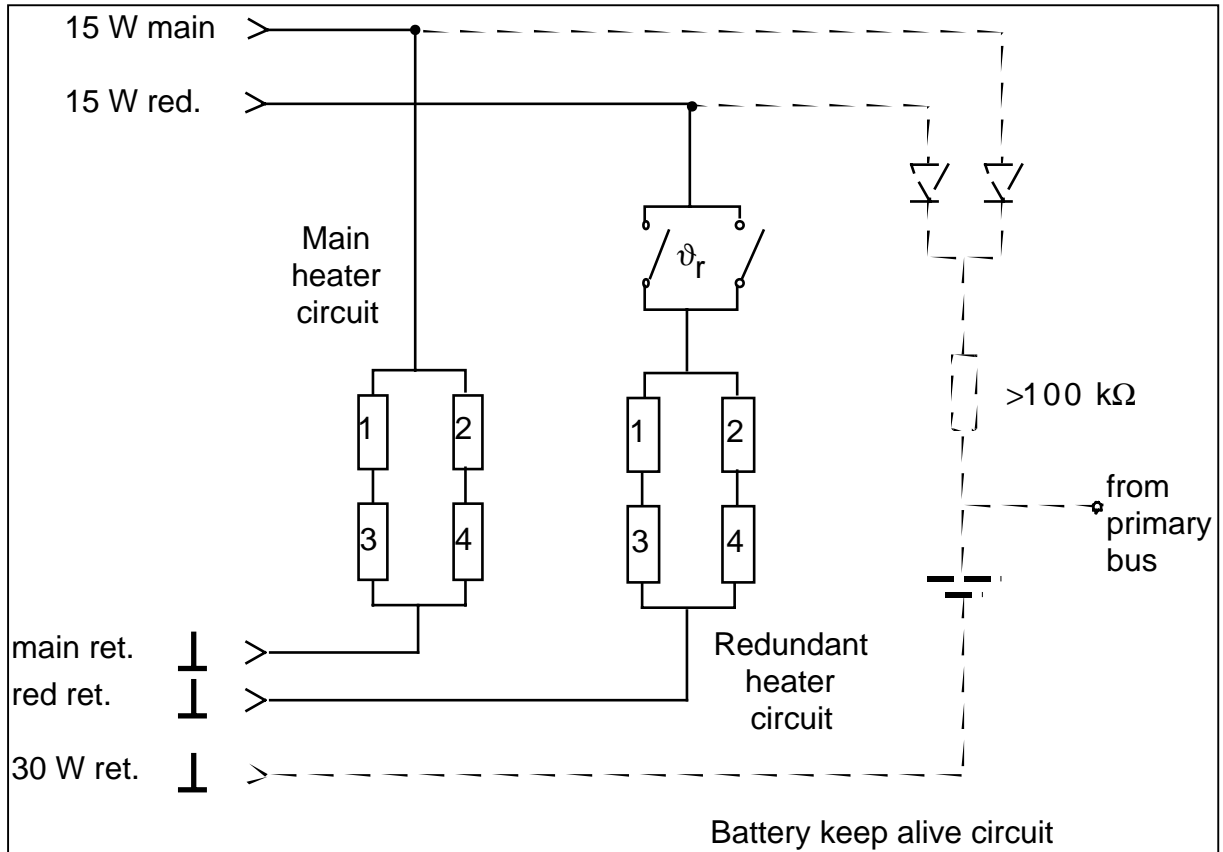 15 W main
15 W red.
Main
heater
circuit
ϑr
1
2
3
4
1
2
3
4
>100 kΩ
from
primary
bus
main ret.
red ret.
30 W ret.
Redundant
heater
circuit
Battery keep alive circuit